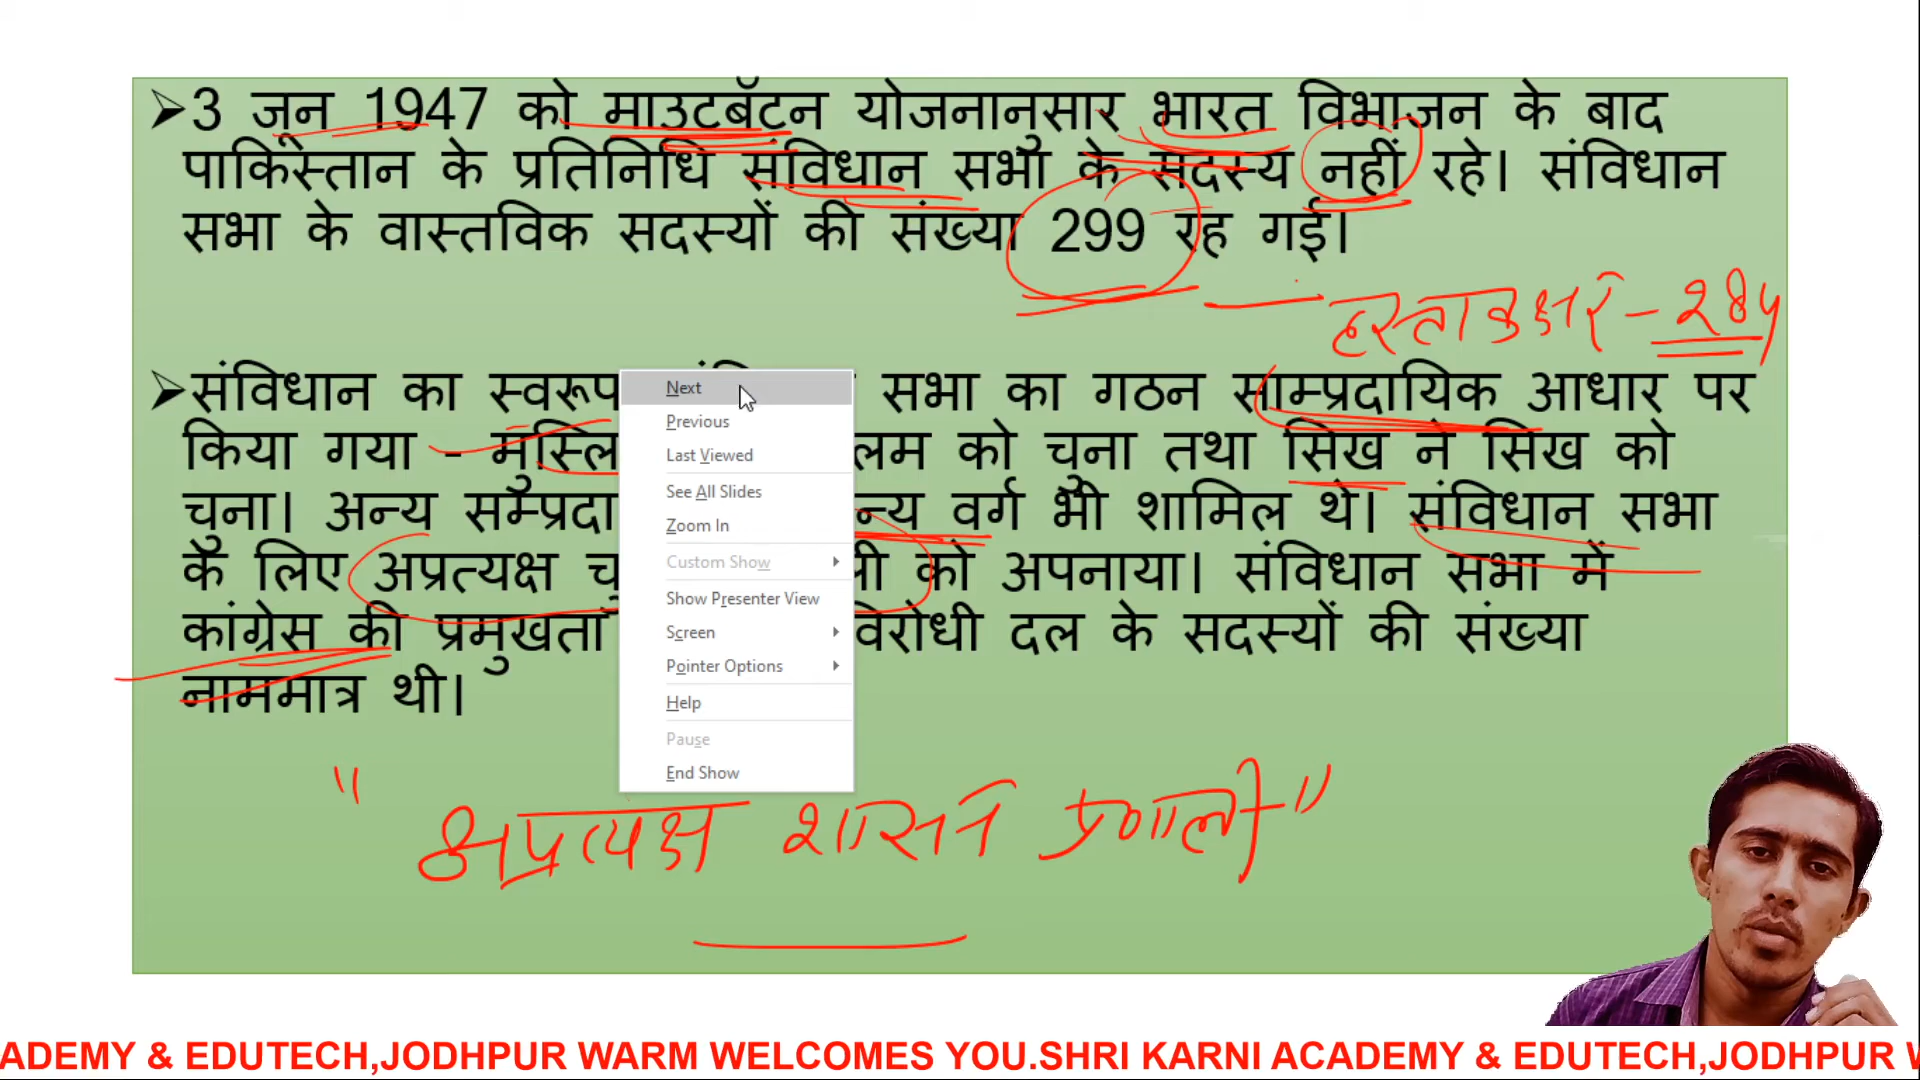 ➢3 जून 1947 को माउटबॅटन योजनानुसार भारत विभाजन के बाद
पाकिस्तान के प्रतिनिधि संविधान सभा के सदस्य नहीं रहे। संविधान
सभा के वास्तविक सदस्यों की संख्या 299 रह गई।
हस्ताक्षर - 284
➢संविधान का स्वरूप सभा का गठन साम्प्रदायिक आधार पर
किया गया - को चुना तथा सिख ने सिख को
चुना। अन्य वर्ग भी शामिल थे। संविधान सभा
के लिए अप्रत्यक्ष को अपनाया। संविधान सभा में
कांग्रेस की प्रमुखता विरोधी दल के सदस्यों की संख्या
नाममात्र थी।
Next
Previous
Last Viewed
See All Slides
Zoom In
Custom Show
Show Presenter View
Screen
Pointer Options
Help
Pause
End Show
"अप्रत्यक्ष शासन प्रणाली"
ADEMY & EDUTECH,JODHPUR WARM WELCOMES YOU.SHRI KARNI ACADEMY & EDUTECH,JODHPUR